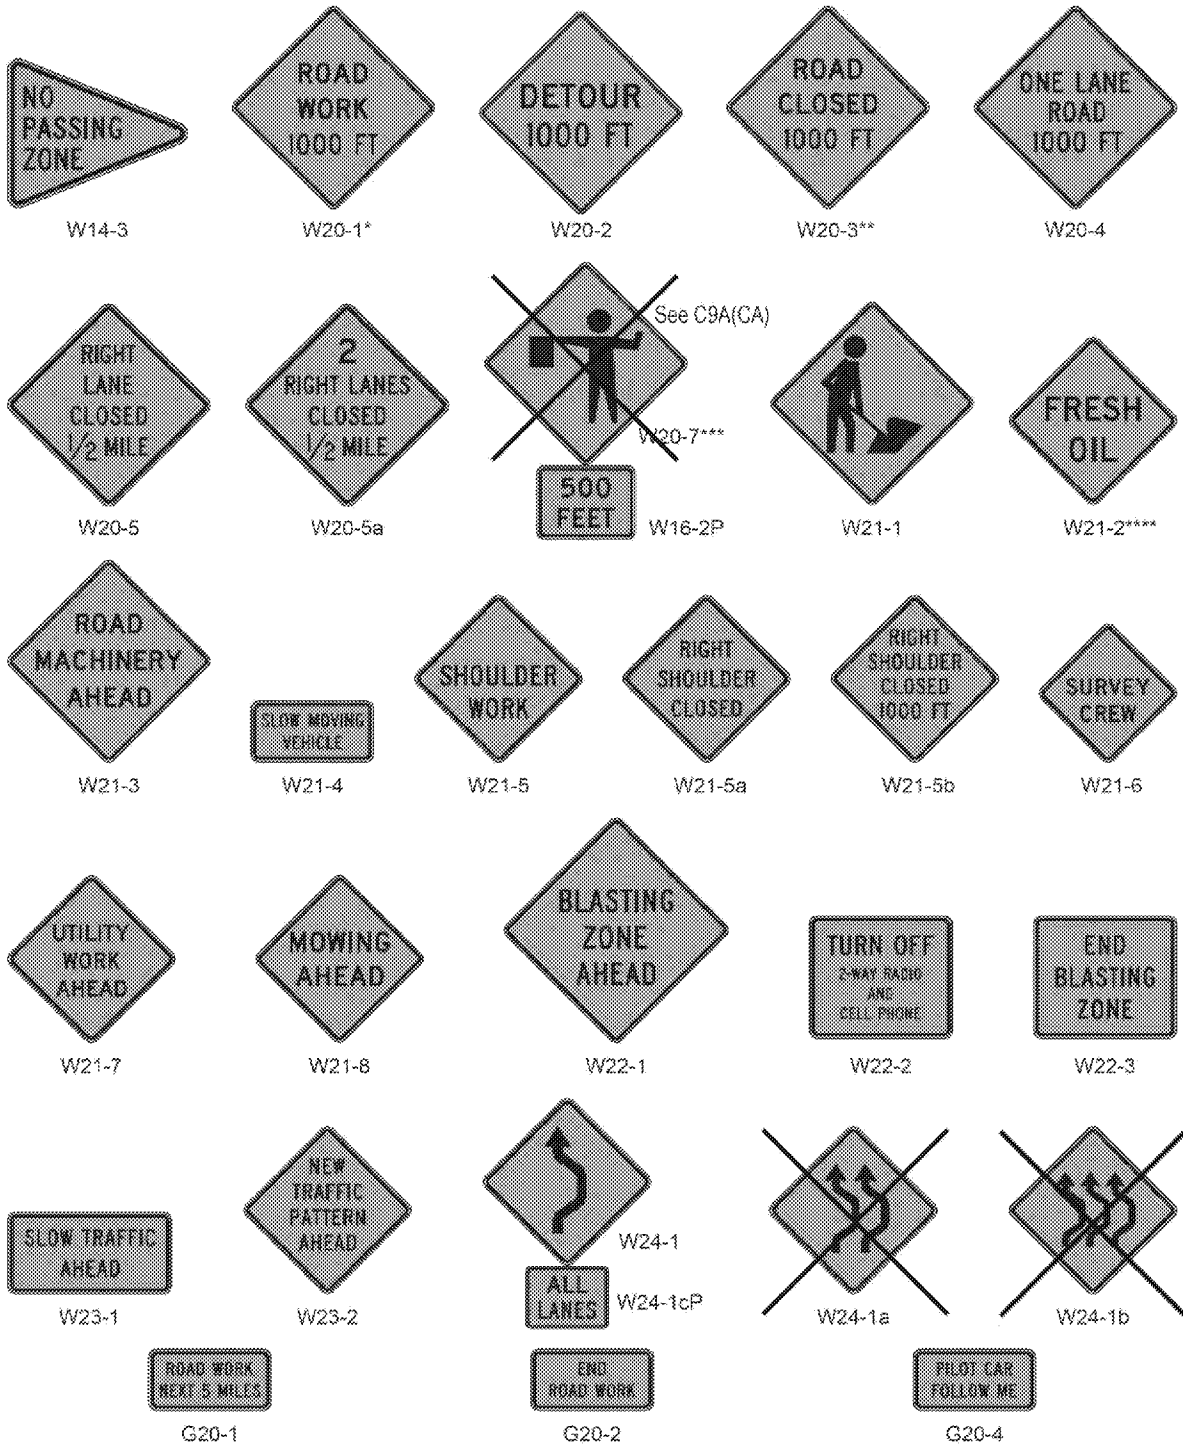 NO
PASSING
ZONE
W14-3
ROAD
WORK
1000 FT
W20-1*
DETOUR
1000 FT
W20-2
ROAD
CLOSED
1000 FT
W20-3**
ONE LANE
ROAD
1000 FT
W20-4
RIGHT
LANE
CLOSED
1/2 MILE
W20-5
2
RIGHT LANES
CLOSED
1/2 MILE
W20-5a
See C9A(CA)
W20-7***
500
FEET
W16-2P
W21-1
FRESH
OIL
W21-2****
ROAD
MACHINERY
AHEAD
W21-3
SLOW MOVING
VEHICLE
W21-4
SHOULDER
WORK
W21-5
RIGHT
SHOULDER
CLOSED
W21-5a
RIGHT
SHOULDER
CLOSED
1000 FT
W21-5b
SURVEY
CREW
W21-6
UTILITY
WORK
AHEAD
W21-7
MOWING
AHEAD
W21-8
BLASTING
ZONE
AHEAD
W22-1
TURN OFF
2-WAY RADIO
AND
CELL PHONE
W22-2
END
BLASTING
ZONE
W22-3
SLOW TRAFFIC
AHEAD
W23-1
NEW
TRAFFIC
PATTERN
AHEAD
W23-2
W24-1
ALL
LANES
W24-1cP
W24-1a
W24-1b
ROAD WORK
NEXT 5 MILES
G20-1
END
ROAD WORK
G20-2
PILOT CAR
FOLLOW ME
G20-4